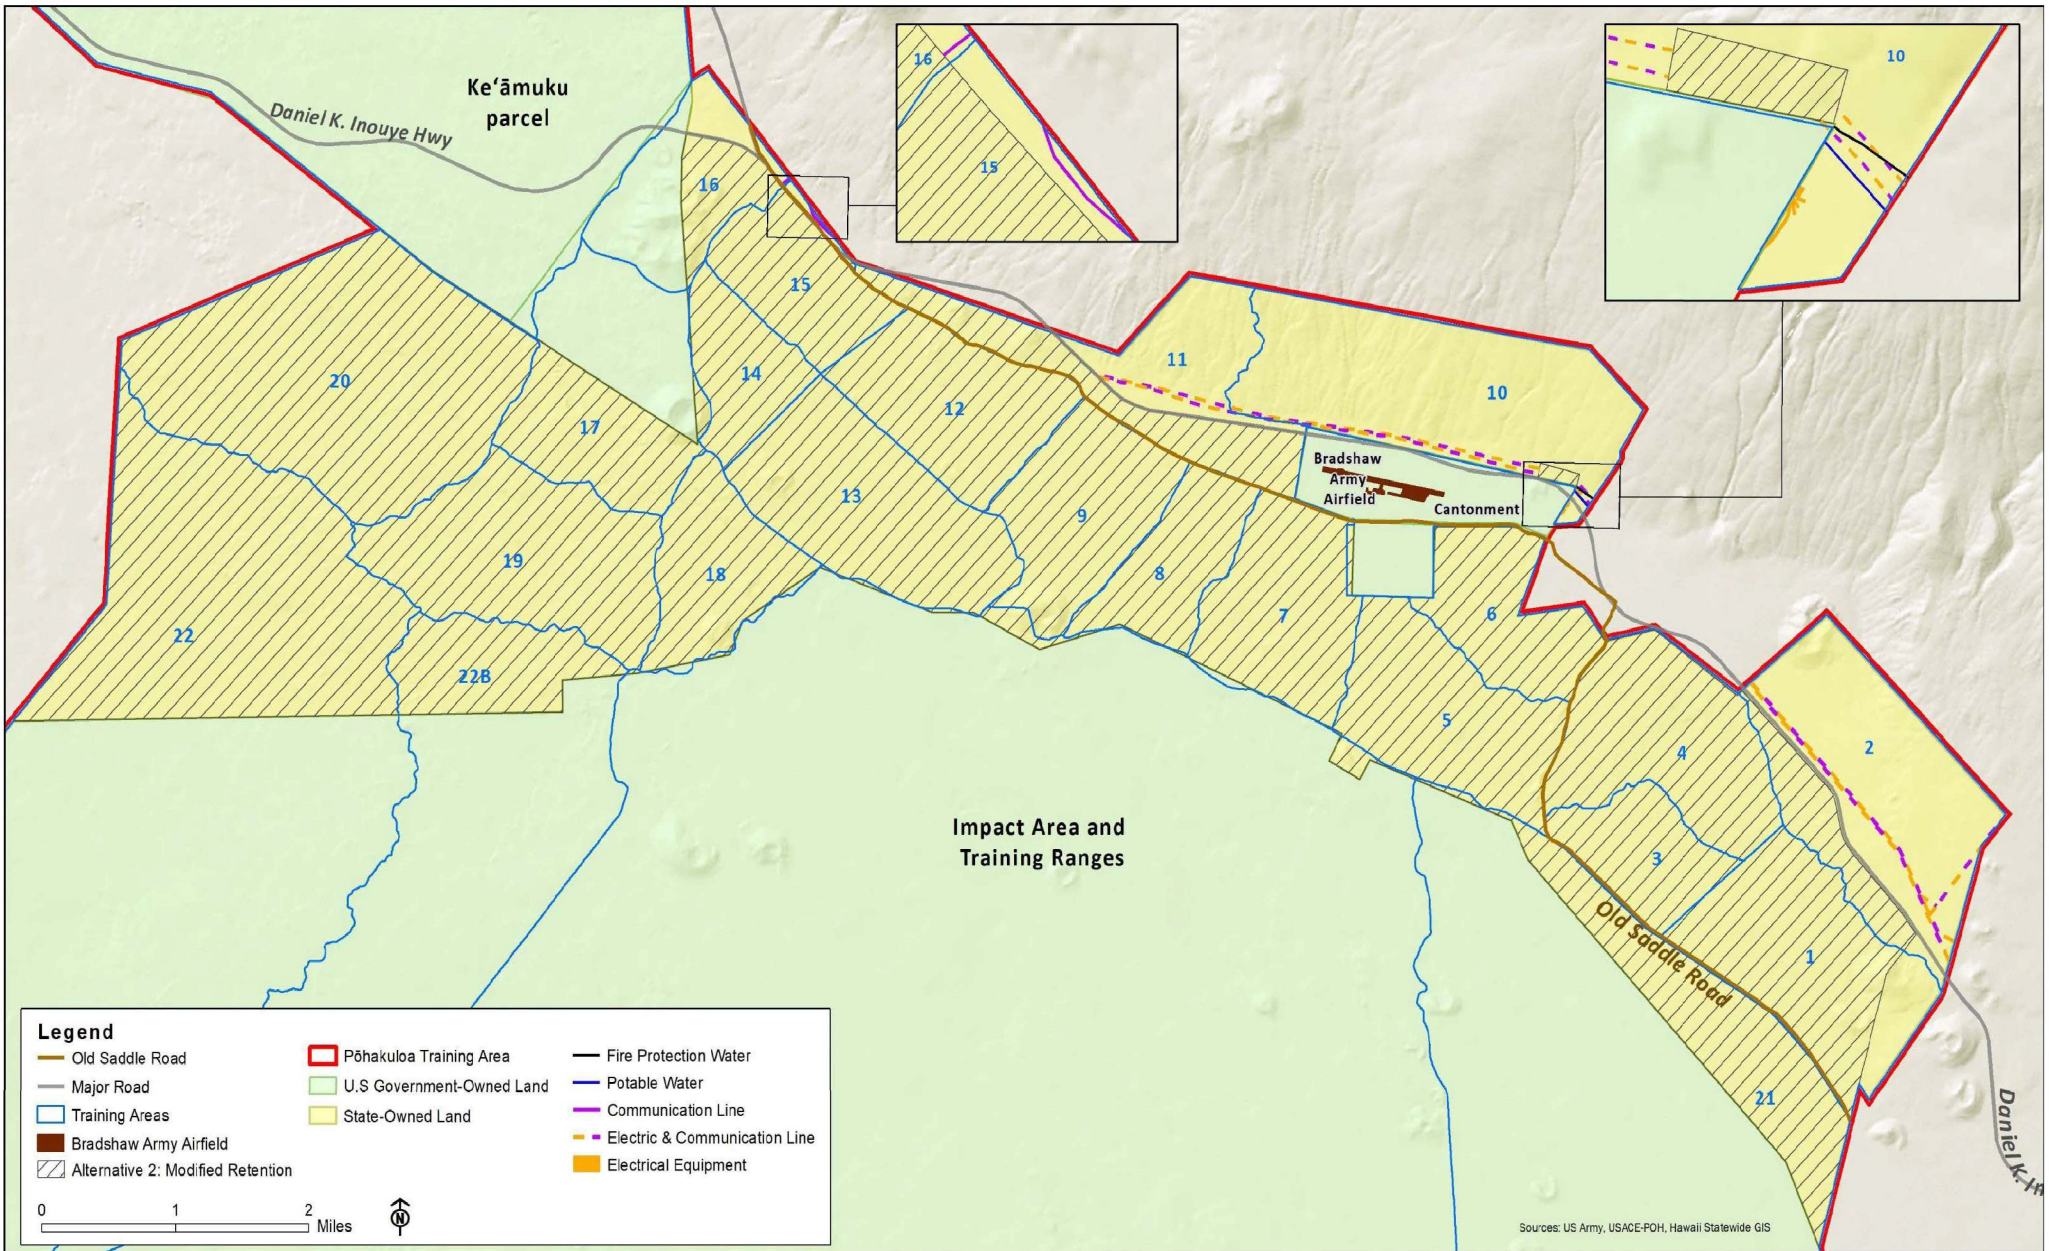 Ke‘āmuku
parcel
Daniel K. Inouye Hwy
16
15
10
16
15
14
11
10
20
17
12
13
Bradshaw
Army
Airfield
Cantonment
9
8
19
18
7
6
22
22B
5
4
2
Impact Area and
Training Ranges
3
1
Old Saddle Road
21
Daniel K. In
Legend
Old Saddle Road
Major Road
Training Areas
Bradshaw Army Airfield
Alternative 2: Modified Retention
Pōhakuloa Training Area
U.S Government-Owned Land
State-Owned Land
Fire Protection Water
Potable Water
Communication Line
Electric & Communication Line
Electrical Equipment
0 1 2 Miles
N
Sources: US Army, USACE-POH, Hawaii Statewide GIS